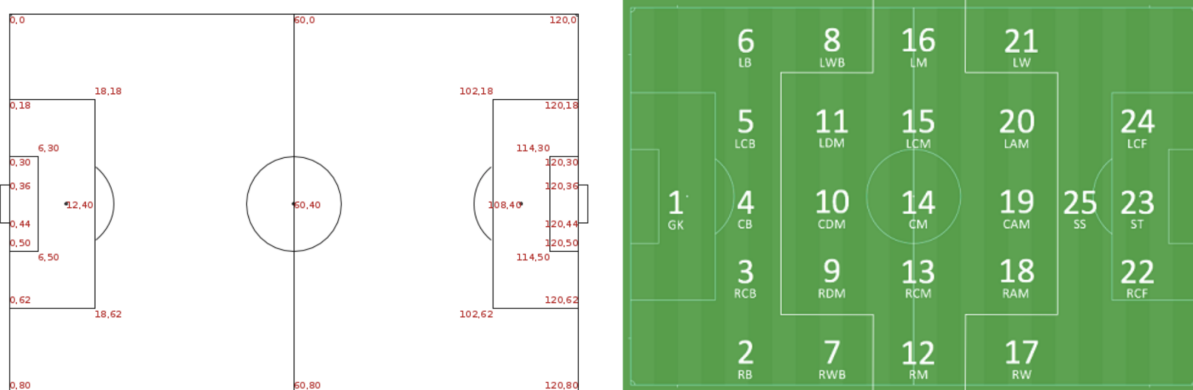 0,0 60,0 120,0
18,18 102,18
0,18 120,18
6,30 114,30
0,30 120,30
0,36 120,36
12,40 60,40 108,40
0,44 120,44
0,50 120,50
6,50 114,50
0,62 120,62
18,62 102,62
0,80 60,80 120,80
6 8 16 21
LB LWB LM LW
5 11 15 20 24
LCB LDM LCM LAM LCF
1 4 10 14 19 25 23
GK CB CDM CM CAM SS ST
3 9 13 18 22
RCB RDM RCM RAM RCF
2 7 12 17
RB RWB RM RW